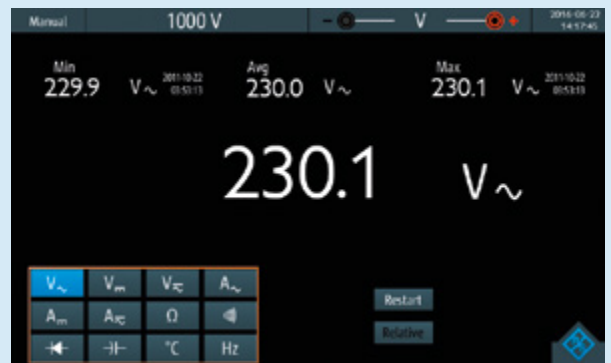 Manual 1000 V - V + 2016-06-23
14:57:45
Min Avg Max
229.9 V~ 2011-10-22 230.0 V~ 230.1 V~ 2011-10-22
03:53:13 03:53:13
230.1 V~
V~ V⎓ V≂ A~
A⎓ A≂ Ω
°C Hz
Restart
Relative